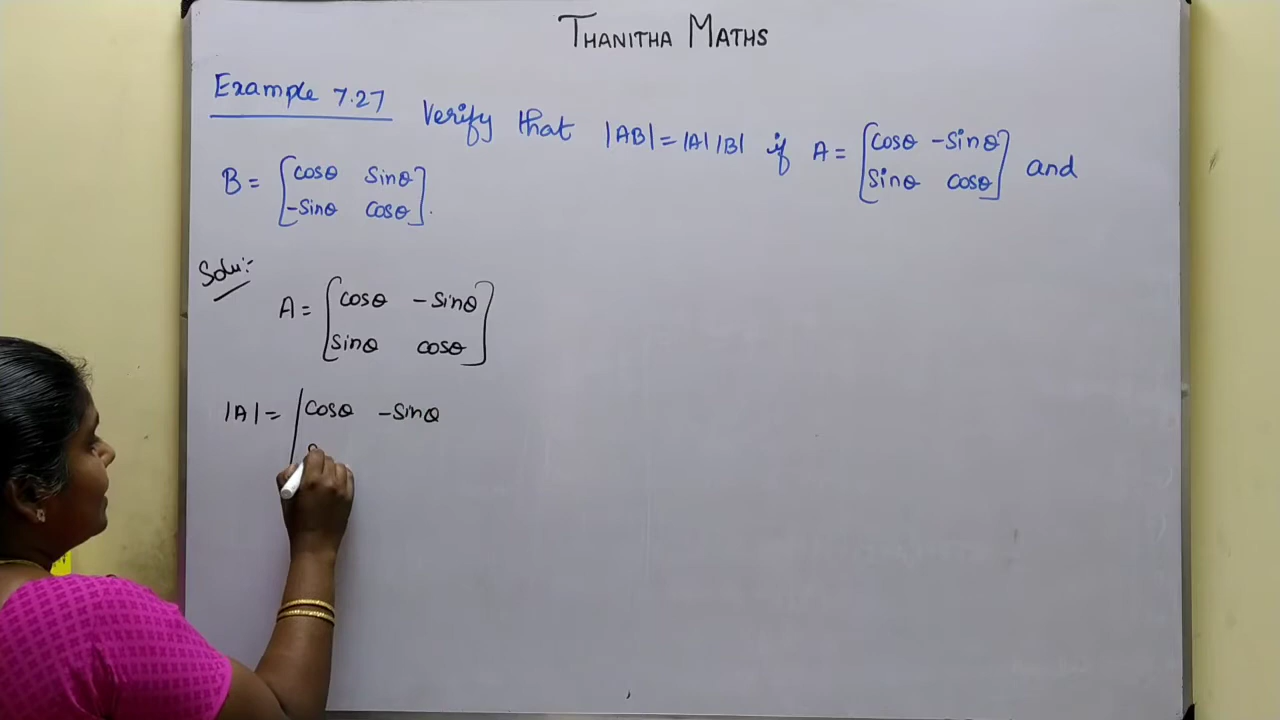 THANITHA MATHS
Example 7.27 Verify that |AB| = |A| |B| if A = [cosθ -Sinθ
Sinθ cosθ] and
B = [cosθ Sinθ
-Sinθ cosθ].
Solu:-
A = [cosθ -Sinθ
Sinθ cosθ]
|A| = |cosθ -Sinθ